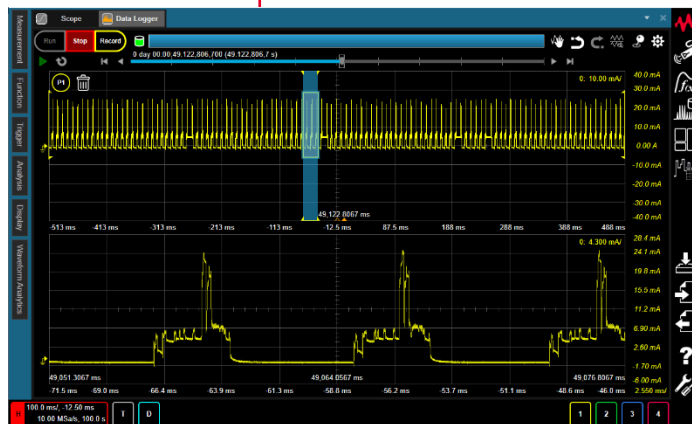 Scope
Data Logger
Run
Stop
Record
0 day 00:00:49.122,806,700 (49.122,806,7 s)
Measurement
Function
Trigger
Analysis
Display
Waveform Analytics
P1
0: 10.00 mA/
40.0 mA
30.0 mA
20.0 mA
10.0 mA
0.00 A
-10.0 mA
-20.0 mA
-30.0 mA
-40.0 mA
49,122.8067 ms
-513 ms -413 ms -313 ms -213 ms -113 ms -12.5 ms 87.5 ms 188 ms 288 ms 388 ms 488 ms
0: 4.300 mA/
28.4 mA
24.1 mA
19.8 mA
15.5 mA
11.2 mA
6.90 mA
2.60 mA
-1.70 mA
-6.00 mA
49,051.3067 ms 49,064.0567 ms 49,076.8067 ms
-71.5 ms -69.0 ms -66.4 ms -63.9 ms -61.3 ms -58.8 ms -56.2 ms -53.7 ms -51.1 ms -48.6 ms -46.0 ms 2.550 ms/
H
100.0 ms/, -12.50 ms
10.00 MSa/s, 100.0 s
T
D
1
2
3
4
f(x)
?